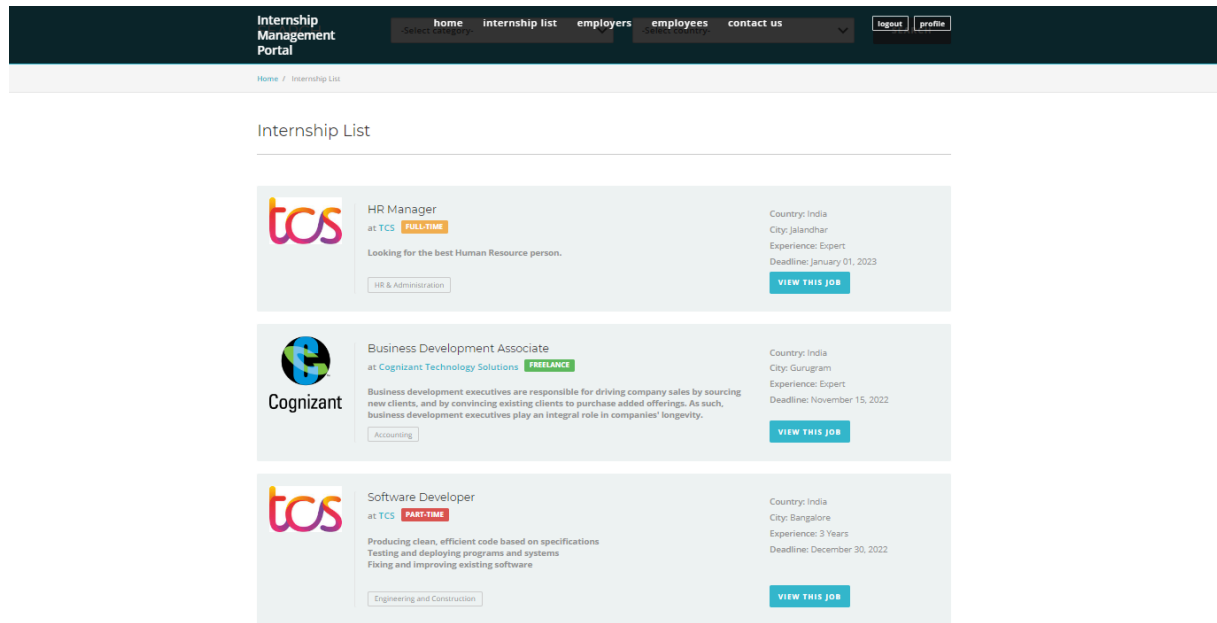 Internship Management Portal
home internship list employers employees contact us
logout profile
-Select category-
-Select country-
SEARCH
Home / Internship List
Internship List
tcs
HR Manager
at TCS FULL-TIME
Looking for the best Human Resource person.
HR & Administration
Country: India
City: Jalandhar
Experience: Expert
Deadline: January 01, 2023
VIEW THIS JOB
Cognizant
Business Development Associate
at Cognizant Technology Solutions FREELANCE
Business development executives are responsible for driving company sales by sourcing
new clients, and by convincing existing clients to purchase added offerings. As such,
business development executives play an integral role in companies' longevity.
Accounting
Country: India
City: Gurugram
Experience: Expert
Deadline: November 15, 2022
VIEW THIS JOB
tcs
Software Developer
at TCS PART-TIME
Producing clean, efficient code based on specifications
Testing and deploying programs and systems
Fixing and improving existing software
Engineering and Construction
Country: India
City: Bangalore
Experience: 3 Years
Deadline: December 30, 2022
VIEW THIS JOB